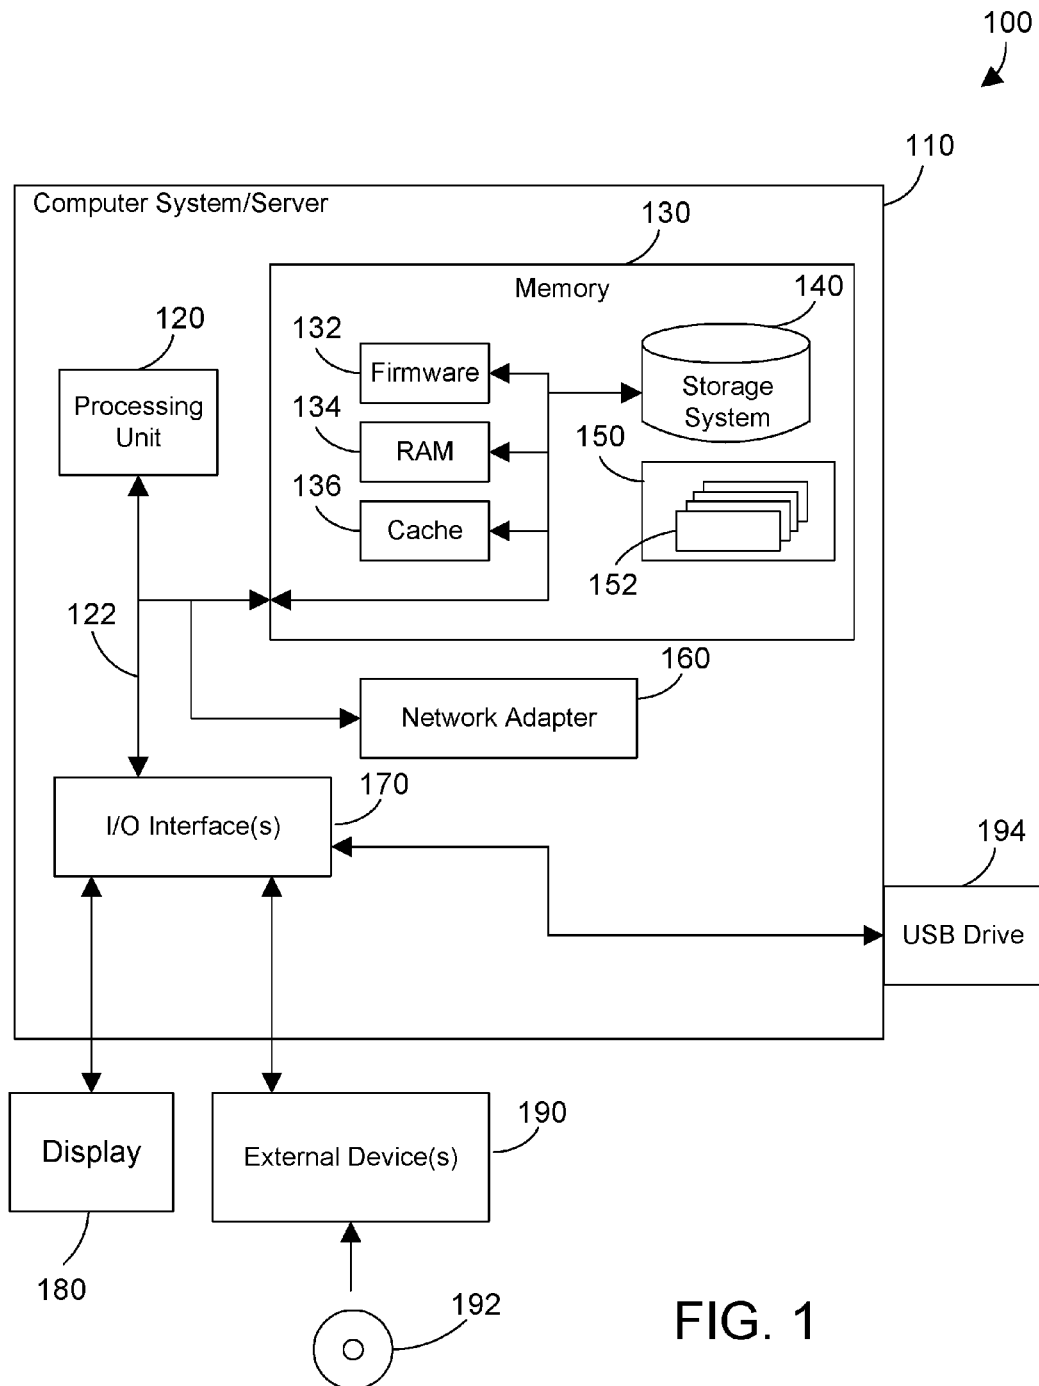 100
110
Computer System/Server
130
Memory
120
132
140
Firmware
Processing
Unit
Storage
System
134
RAM
150
136
Cache
152
122
160
Network Adapter
170
I/O Interface(s)
194
USB Drive
Display
External Device(s)
190
180
192
FIG. 1